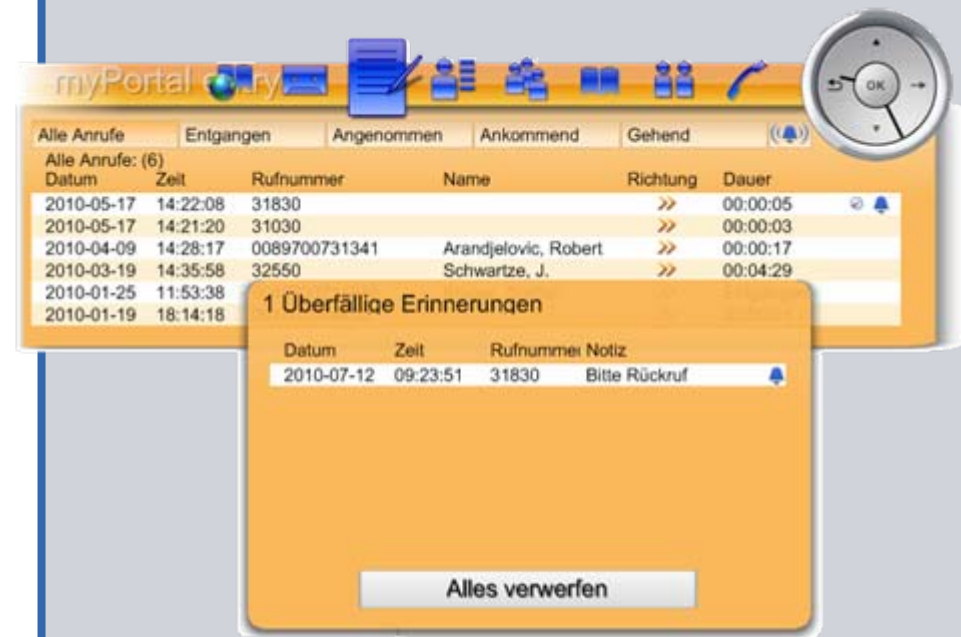 myPortal entry
Alle Anrufe Entgangen Angenommen Ankommend Gehend
OK
Alle Anrufe: (6)
Datum Zeit Rufnummer Name Richtung Dauer
2010-05-17 14:22:08 31830 >> 00:00:05
2010-05-17 14:21:20 31030 >> 00:00:03
2010-04-09 14:28:17 0089700731341 Arandjelovic, Robert >> 00:00:17
2010-03-19 14:35:58 32550 Schwartze, J. >> 00:04:29
2010-01-25 11:53:38
2010-01-19 18:14:18
1 Überfällige Erinnerungen
Datum Zeit Rufnummer Notiz
2010-07-12 09:23:51 31830 Bitte Rückruf
Alles verwerfen